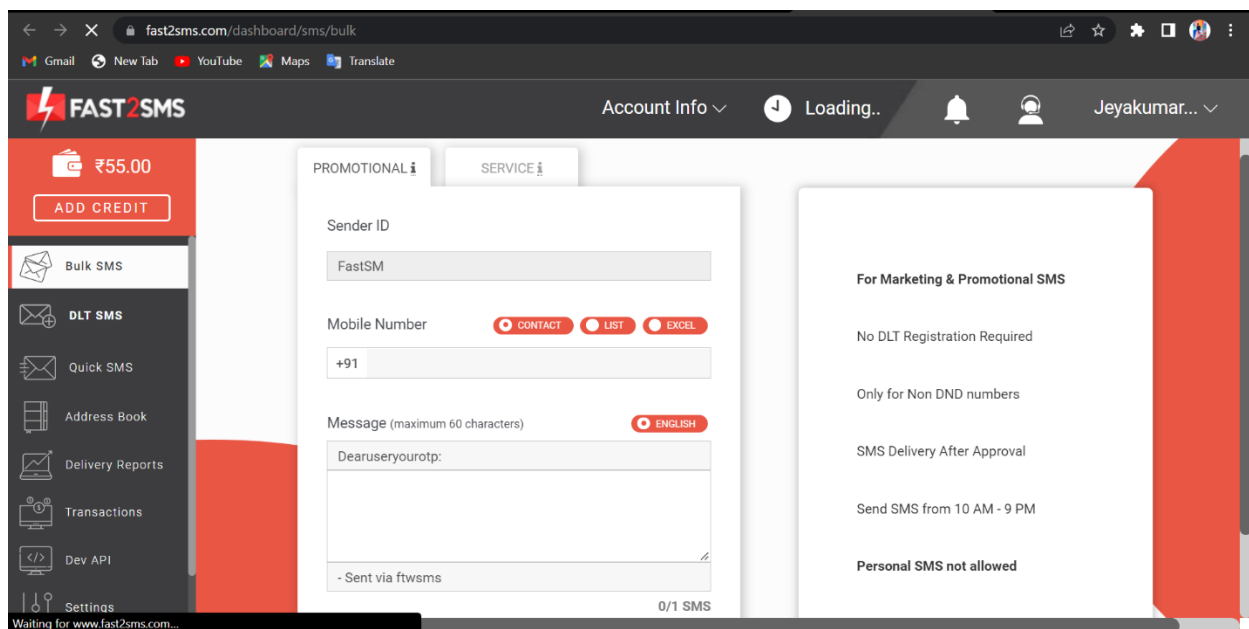 fast2sms.com/dashboard/sms/bulk
Gmail New Tab YouTube Maps Translate
FAST2SMS Account Info Loading.. Jeyakumar...
₹55.00
ADD CREDIT
Bulk SMS
DLT SMS
Quick SMS
Address Book
Delivery Reports
Transactions
Dev API
Settings
PROMOTIONAL i SERVICE i
Sender ID
FastSM
Mobile Number CONTACT LIST EXCEL
+91
Message (maximum 60 characters) ENGLISH
Dearuseryourotp:
- Sent via ftwsms
0/1 SMS
For Marketing & Promotional SMS
No DLT Registration Required
Only for Non DND numbers
SMS Delivery After Approval
Send SMS from 10 AM - 9 PM
Personal SMS not allowed
Waiting for www.fast2sms.com...